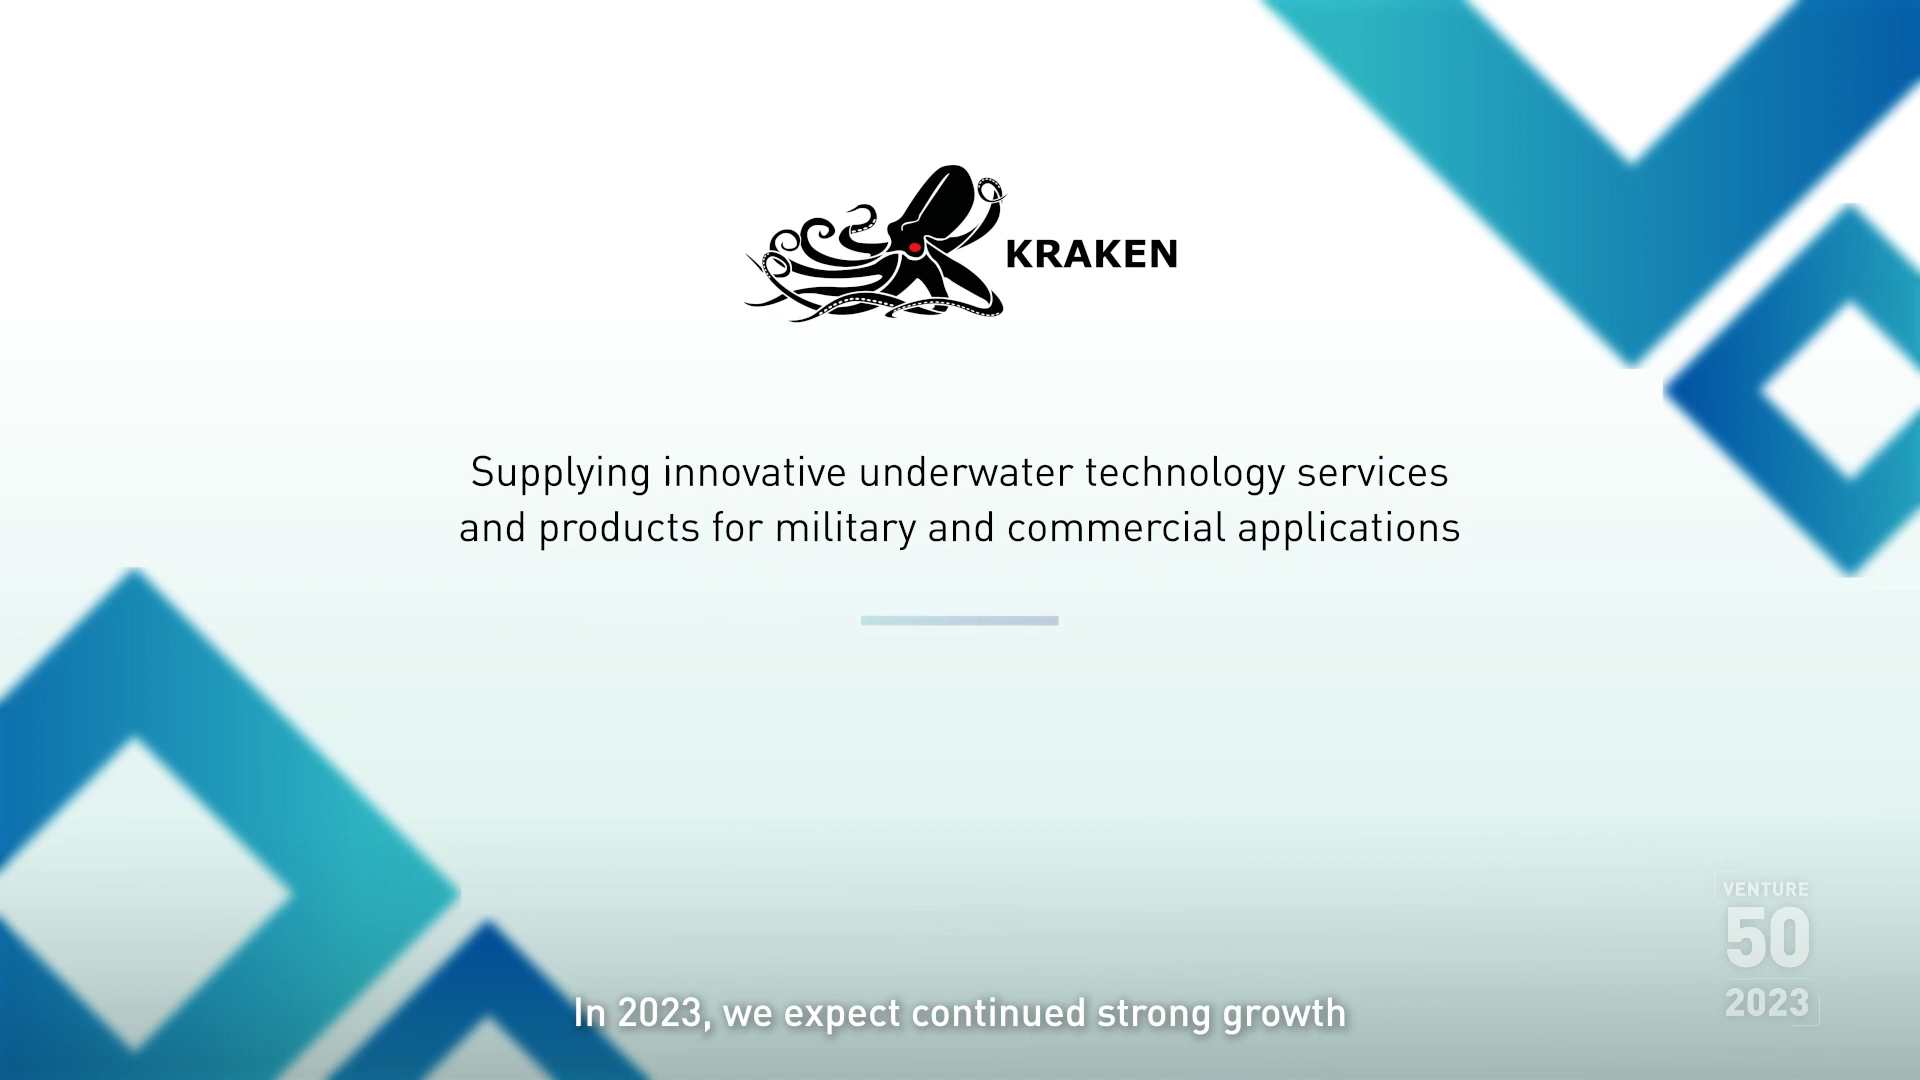 KRAKEN
Supplying innovative underwater technology services
and products for military and commercial applications
VENTURE
50
2023
In 2023, we expect continued strong growth